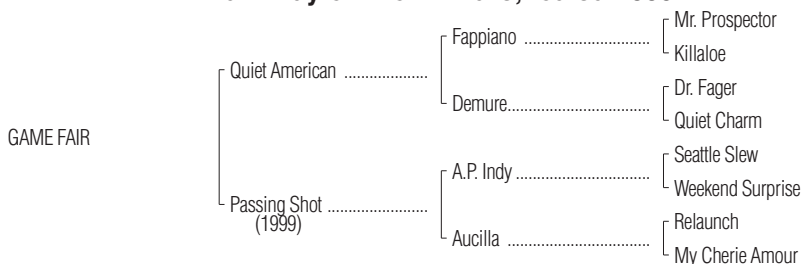 Fappiano ..............................
Mr. Prospector
Killaloe
Quiet American ....................
Demure..................................
Dr. Fager
Quiet Charm
GAME FAIR
A.P. Indy ................................
Seattle Slew
Weekend Surprise
Passing Shot ........................
(1999)
Aucilla ..................................
Relaunch
My Cherie Amour